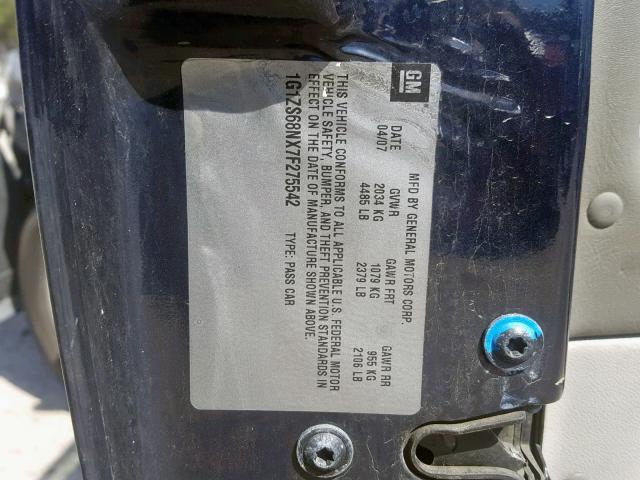 GM
MFD BY GENERAL MOTORS CORP.
DATE GVWR GAWR FRT GAWR RR
04/07 2034 KG 1079 KG 955 KG
4485 LB 2379 LB 2106 LB
THIS VEHICLE CONFORMS TO ALL APPLICABLE U.S. FEDERAL MOTOR
VEHICLE SAFETY, BUMPER, AND THEFT PREVENTION STANDARDS IN
EFFECT ON THE DATE OF MANUFACTURE SHOWN ABOVE.
1G1ZS68NX7F275542 TYPE: PASS CAR